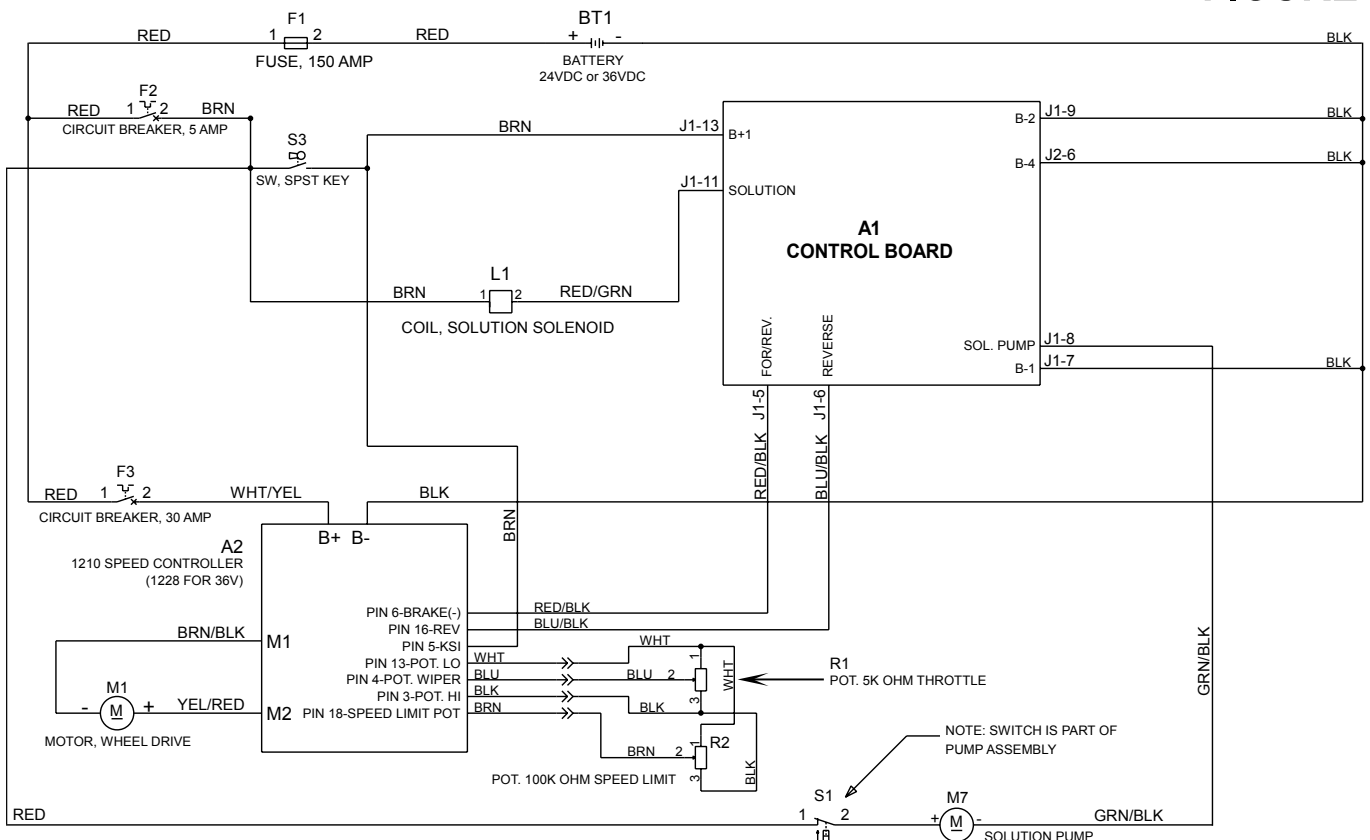 F1
BT1
RED
1
2
RED
+
-
BLK
FUSE, 150 AMP
BATTERY
24VDC or 36VDC
F2
RED
1
2
BRN
CIRCUIT BREAKER, 5 AMP
S3
SW, SPST KEY
BRN
J1-13
B+1
B-2
J1-9
BLK
B-4
J2-6
BLK
J1-11
SOLUTION
A1
CONTROL BOARD
L1
BRN
1
2
RED/GRN
COIL, SOLUTION SOLENOID
FOR/REV.
REVERSE
SOL. PUMP
J1-8
B-1
J1-7
BLK
J1-5
J1-6
RED/BLK
BLU/BLK
F3
RED
1
2
WHT/YEL
BLK
CIRCUIT BREAKER, 30 AMP
BRN
B+
B-
A2
1210 SPEED CONTROLLER
(1228 FOR 36V)
PIN 6-BRAKE(-)
RED/BLK
PIN 16-REV
BLU/BLK
BRN/BLK
M1
PIN 5-KSI
WHT
PIN 13-POT. LO
WHT
1
WHT
R1
POT. 5K OHM THROTTLE
PIN 4-POT. WIPER
BLU
BLU
2
PIN 3-POT. HI
BLK
BLK
3
M1
-
M
+
YEL/RED
M2
PIN 18-SPEED LIMIT POT
BRN
MOTOR, WHEEL DRIVE
BRN
2
1
R2
3
BLK
POT. 100K OHM SPEED LIMIT
GRN/BLK
NOTE: SWITCH IS PART OF
PUMP ASSEMBLY
RED
S1
1
2
M7
+
M
-
GRN/BLK
SOLUTION PUMP